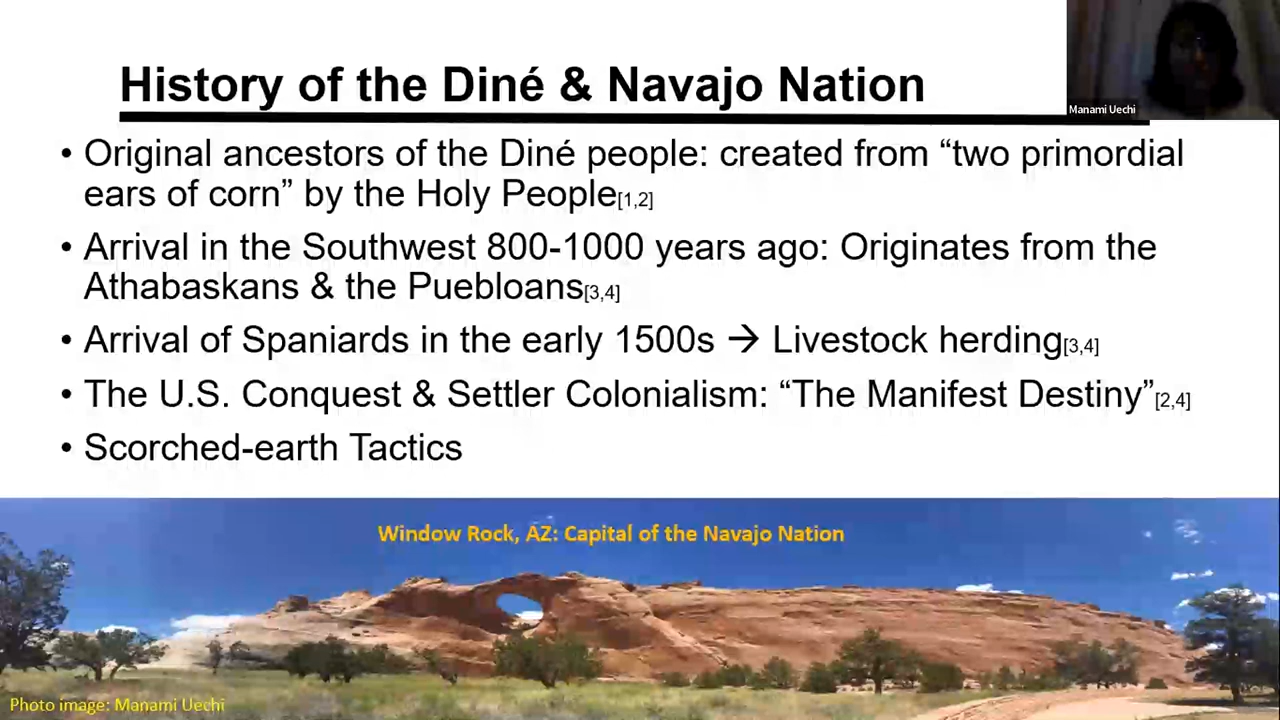 History of the Diné & Navajo Nation
Manami Uechi
• Original ancestors of the Diné people: created from “two primordial
ears of corn” by the Holy People[1,2]
• Arrival in the Southwest 800-1000 years ago: Originates from the
Athabaskans & the Puebloans[3,4]
• Arrival of Spaniards in the early 1500s → Livestock herding[3,4]
• The U.S. Conquest & Settler Colonialism: “The Manifest Destiny”[2,4]
• Scorched-earth Tactics
Window Rock, AZ: Capital of the Navajo Nation
Photo image: Manami Uechi